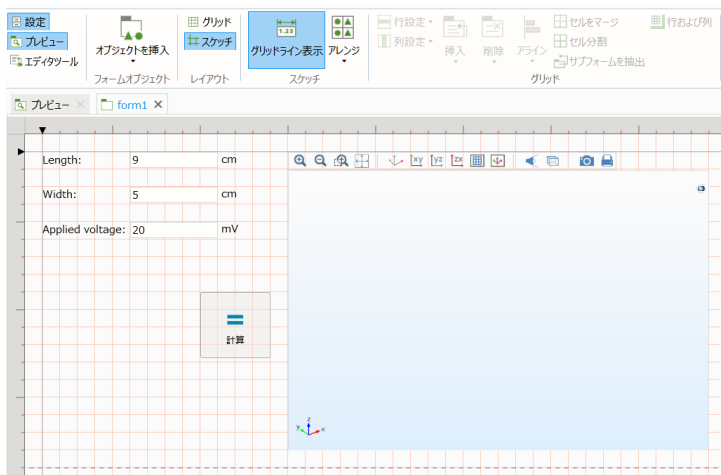 設定
プレビュー
エディタツール
オブジェクトを挿入
フォームオブジェクト
グリッド
スケッチ
レイアウト
1.23
グリッドライン表示
アレンジ
スケッチ
行設定
列設定
挿入
削除
アライン
セルをマージ
セル分割
サブフォームを抽出
行および列
グリッド
プレビュー
form1
Length: 9 cm
Width: 5 cm
Applied voltage: 20 mV
xy yz zx
計算
z
y x